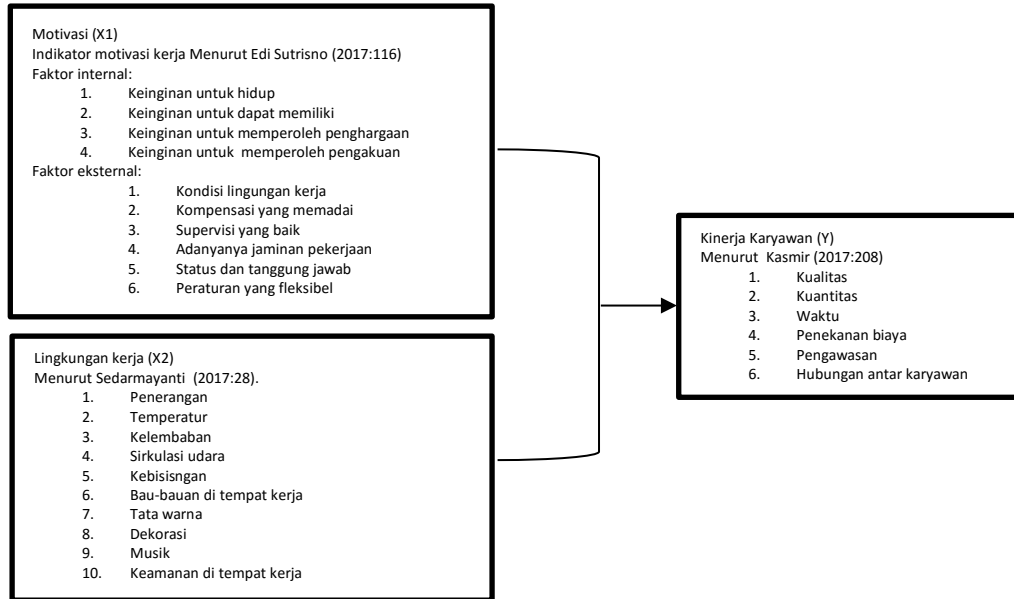 Motivasi (X1)
Indikator motivasi kerja Menurut Edi Sutrisno (2017:116)
Faktor internal:
1. Keinginan untuk hidup
2. Keinginan untuk dapat memiliki
3. Keinginan untuk memperoleh penghargaan
4. Keinginan untuk memperoleh pengakuan
Faktor eksternal:
1. Kondisi lingungan kerja
2. Kompensasi yang memadai
3. Supervisi yang baik
4. Adanyanya jaminan pekerjaan
5. Status dan tanggung jawab
6. Peraturan yang fleksibel
Lingkungan kerja (X2)
Menurut Sedarmayanti (2017:28).
1. Penerangan
2. Temperatur
3. Kelembaban
4. Sirkulasi udara
5. Kebisisngan
6. Bau-bauan di tempat kerja
7. Tata warna
8. Dekorasi
9. Musik
10. Keamanan di tempat kerja
Kinerja Karyawan (Y)
Menurut Kasmir (2017:208)
1. Kualitas
2. Kuantitas
3. Waktu
4. Penekanan biaya
5. Pengawasan
6. Hubungan antar karyawan